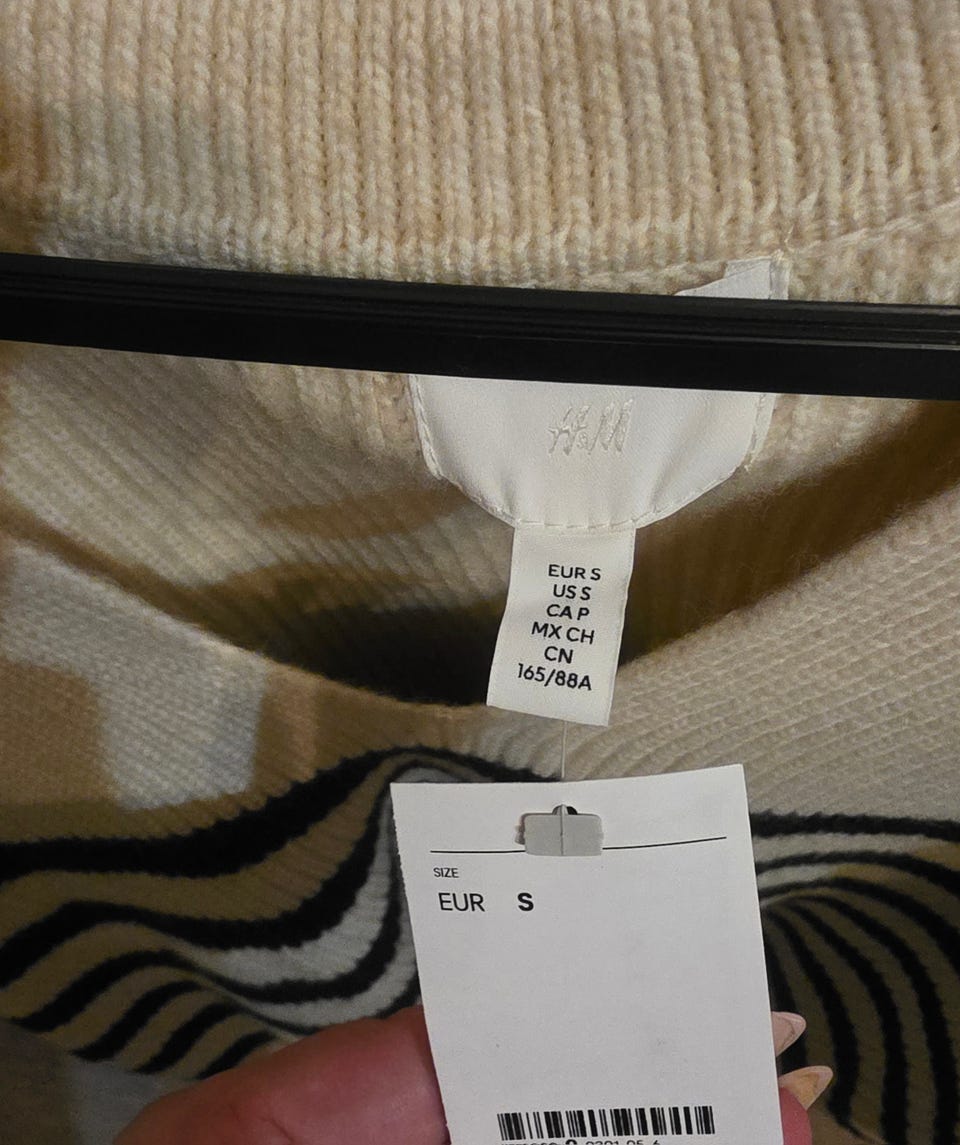 H&M
EUR S
US S
CA P
MX CH
CN
165/88A
SIZE
EUR S